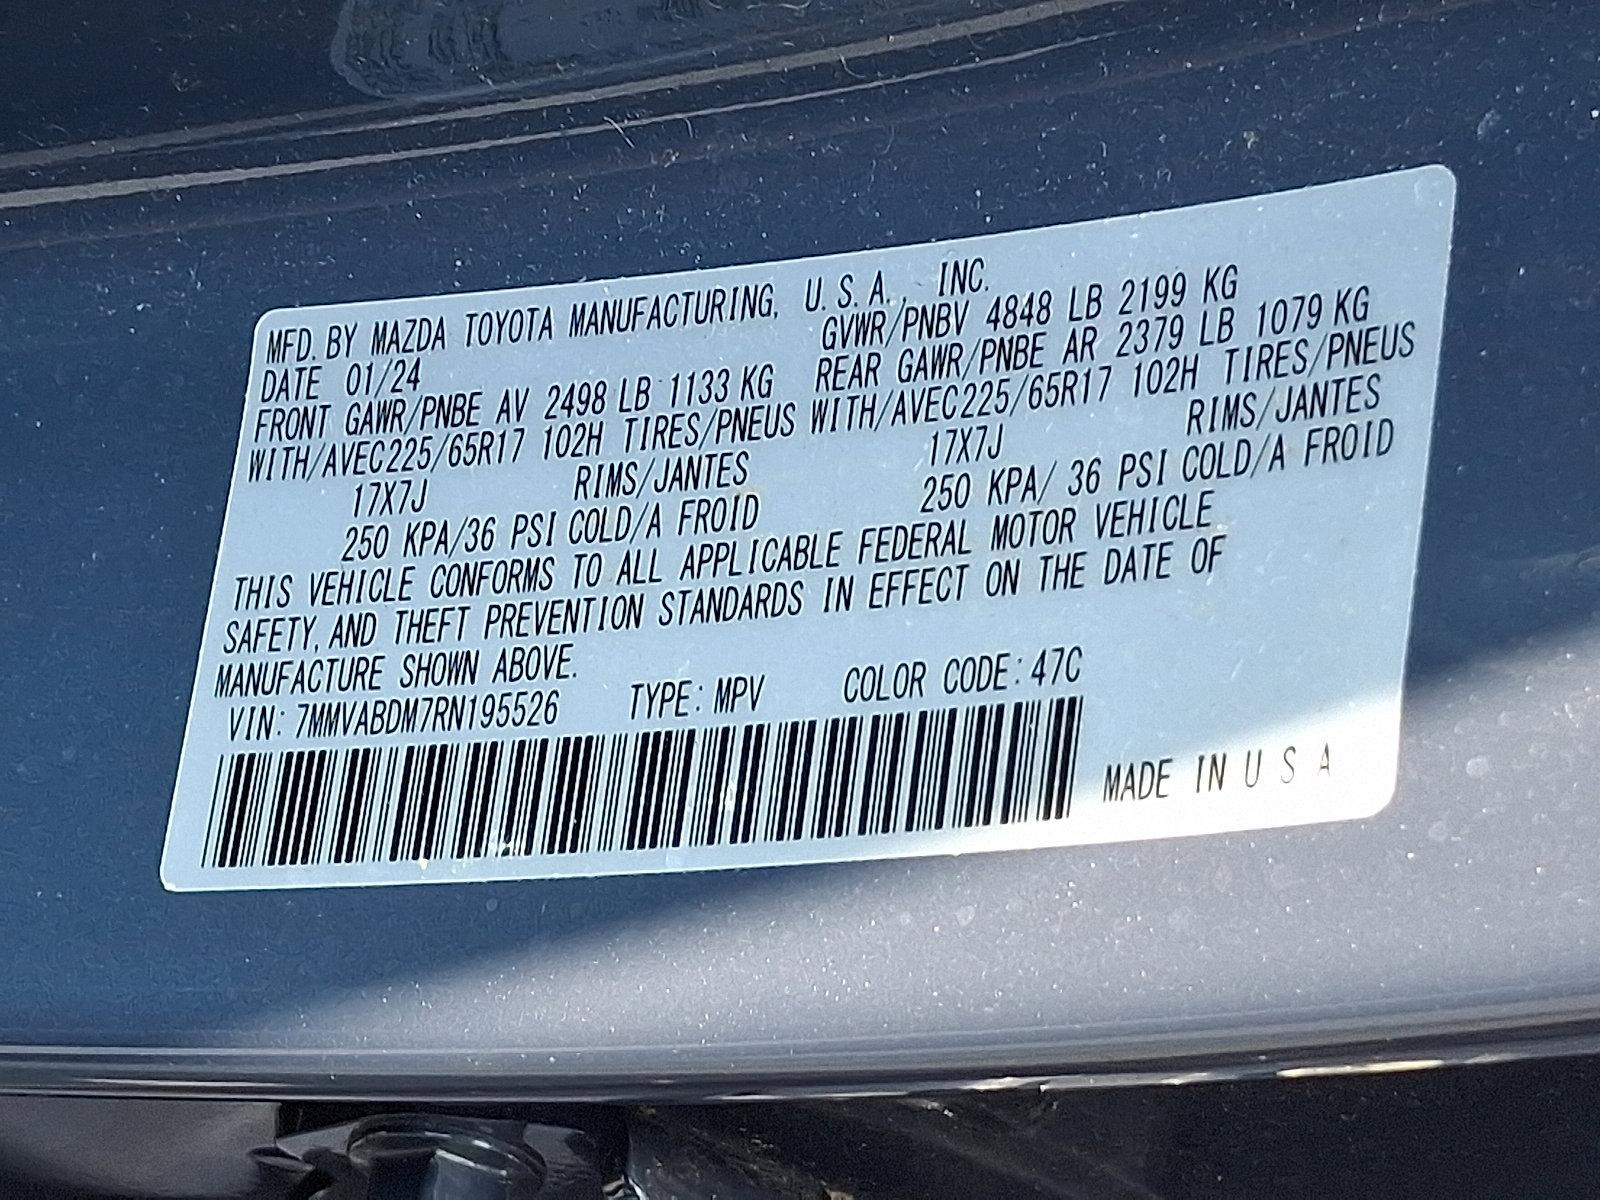 MFD. BY MAZDA TOYOTA MANUFACTURING, U.S.A., INC.
DATE 01/24 GVWR/PNBV 4848 LB 2199 KG
FRONT GAWR/PNBE AV 2498 LB 1133 KG REAR GAWR/PNBE AR 2379 LB 1079 KG
WITH/AVEC225/65R17 102H TIRES/PNEUS WITH/AVEC225/65R17 102H TIRES/PNEUS
17X7J RIMS/JANTES 17X7J RIMS/JANTES
250 KPA/36 PSI COLD/A FROID 250 KPA/ 36 PSI COLD/A FROID
THIS VEHICLE CONFORMS TO ALL APPLICABLE FEDERAL MOTOR VEHICLE
SAFETY, AND THEFT PREVENTION STANDARDS IN EFFECT ON THE DATE OF
MANUFACTURE SHOWN ABOVE.
VIN: 7MMVABDM7RN195526 TYPE: MPV COLOR CODE: 47C
MADE IN U S A